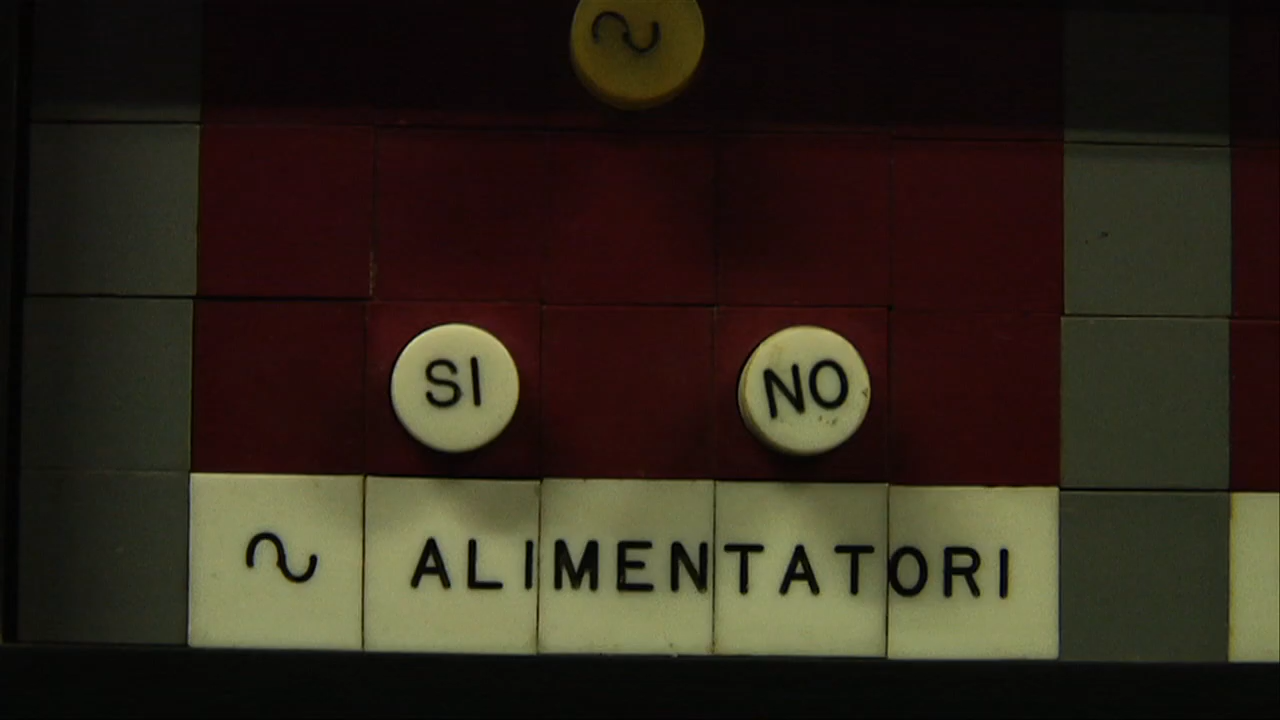 ∿
SI NO
∿ ALIMENTATORI